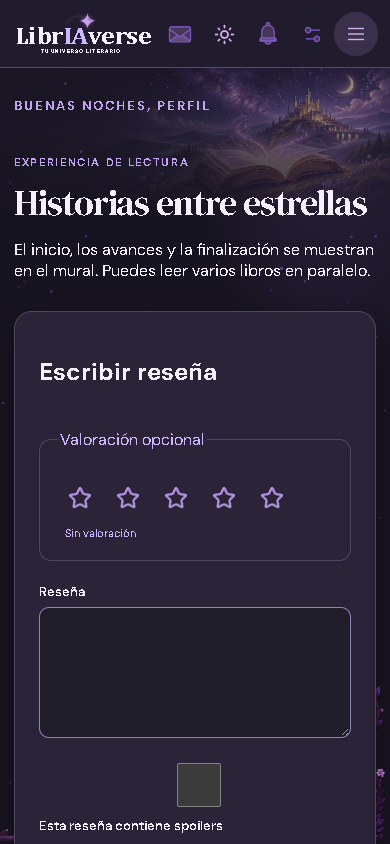 LibrIAverse
TU UNIVERSO LITERARIO
BUENAS NOCHES, PERFIL
EXPERIENCIA DE LECTURA
Historias entre estrellas
El inicio, los avances y la finalización se muestran
en el mural. Puedes leer varios libros en paralelo.
Escribir reseña
Valoración opcional
Sin valoración
Reseña
Esta reseña contiene spoilers